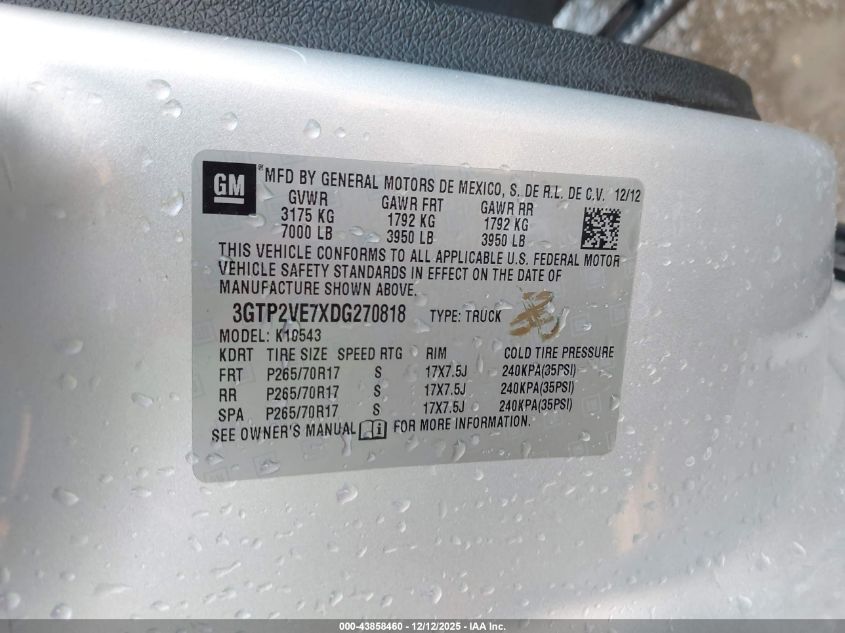 GM
MFD BY GENERAL MOTORS DE MEXICO, S. DE R.L. DE C.V. 12/12
GVWR GAWR FRT GAWR RR
3175 KG 1792 KG 1792 KG
7000 LB 3950 LB 3950 LB
THIS VEHICLE CONFORMS TO ALL APPLICABLE U.S. FEDERAL MOTOR
VEHICLE SAFETY STANDARDS IN EFFECT ON THE DATE OF
MANUFACTURE SHOWN ABOVE.
3GTP2VE7XDG270818 TYPE: TRUCK
MODEL: K10543
KDRT TIRE SIZE SPEED RTG RIM COLD TIRE PRESSURE
FRT P265/70R17 S 17X7.5J 240KPA(35PSI)
RR P265/70R17 S 17X7.5J 240KPA(35PSI)
SPA P265/70R17 S 17X7.5J 240KPA(35PSI)
SEE OWNER'S MANUAL i FOR MORE INFORMATION.
000-43858460 - 12/12/2025 - IAA Inc.